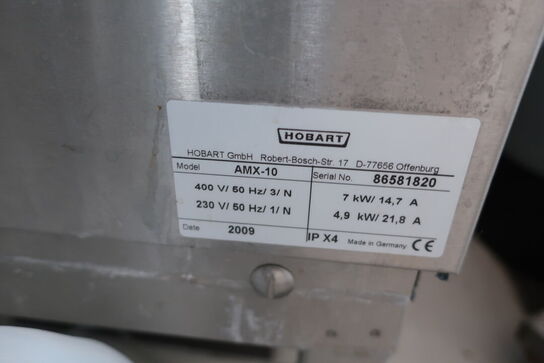 HOBART
HOBART GmbH Robert-Bosch-Str. 17 D-77656 Offenburg
Model AMX-10 Serial No. 86581820
400 V/ 50 Hz/ 3/ N 7 kW/ 14,7 A
230 V/ 50 Hz/ 1/ N 4,9 kW/ 21,8 A
Date 2009 IP X4 Made in Germany CE